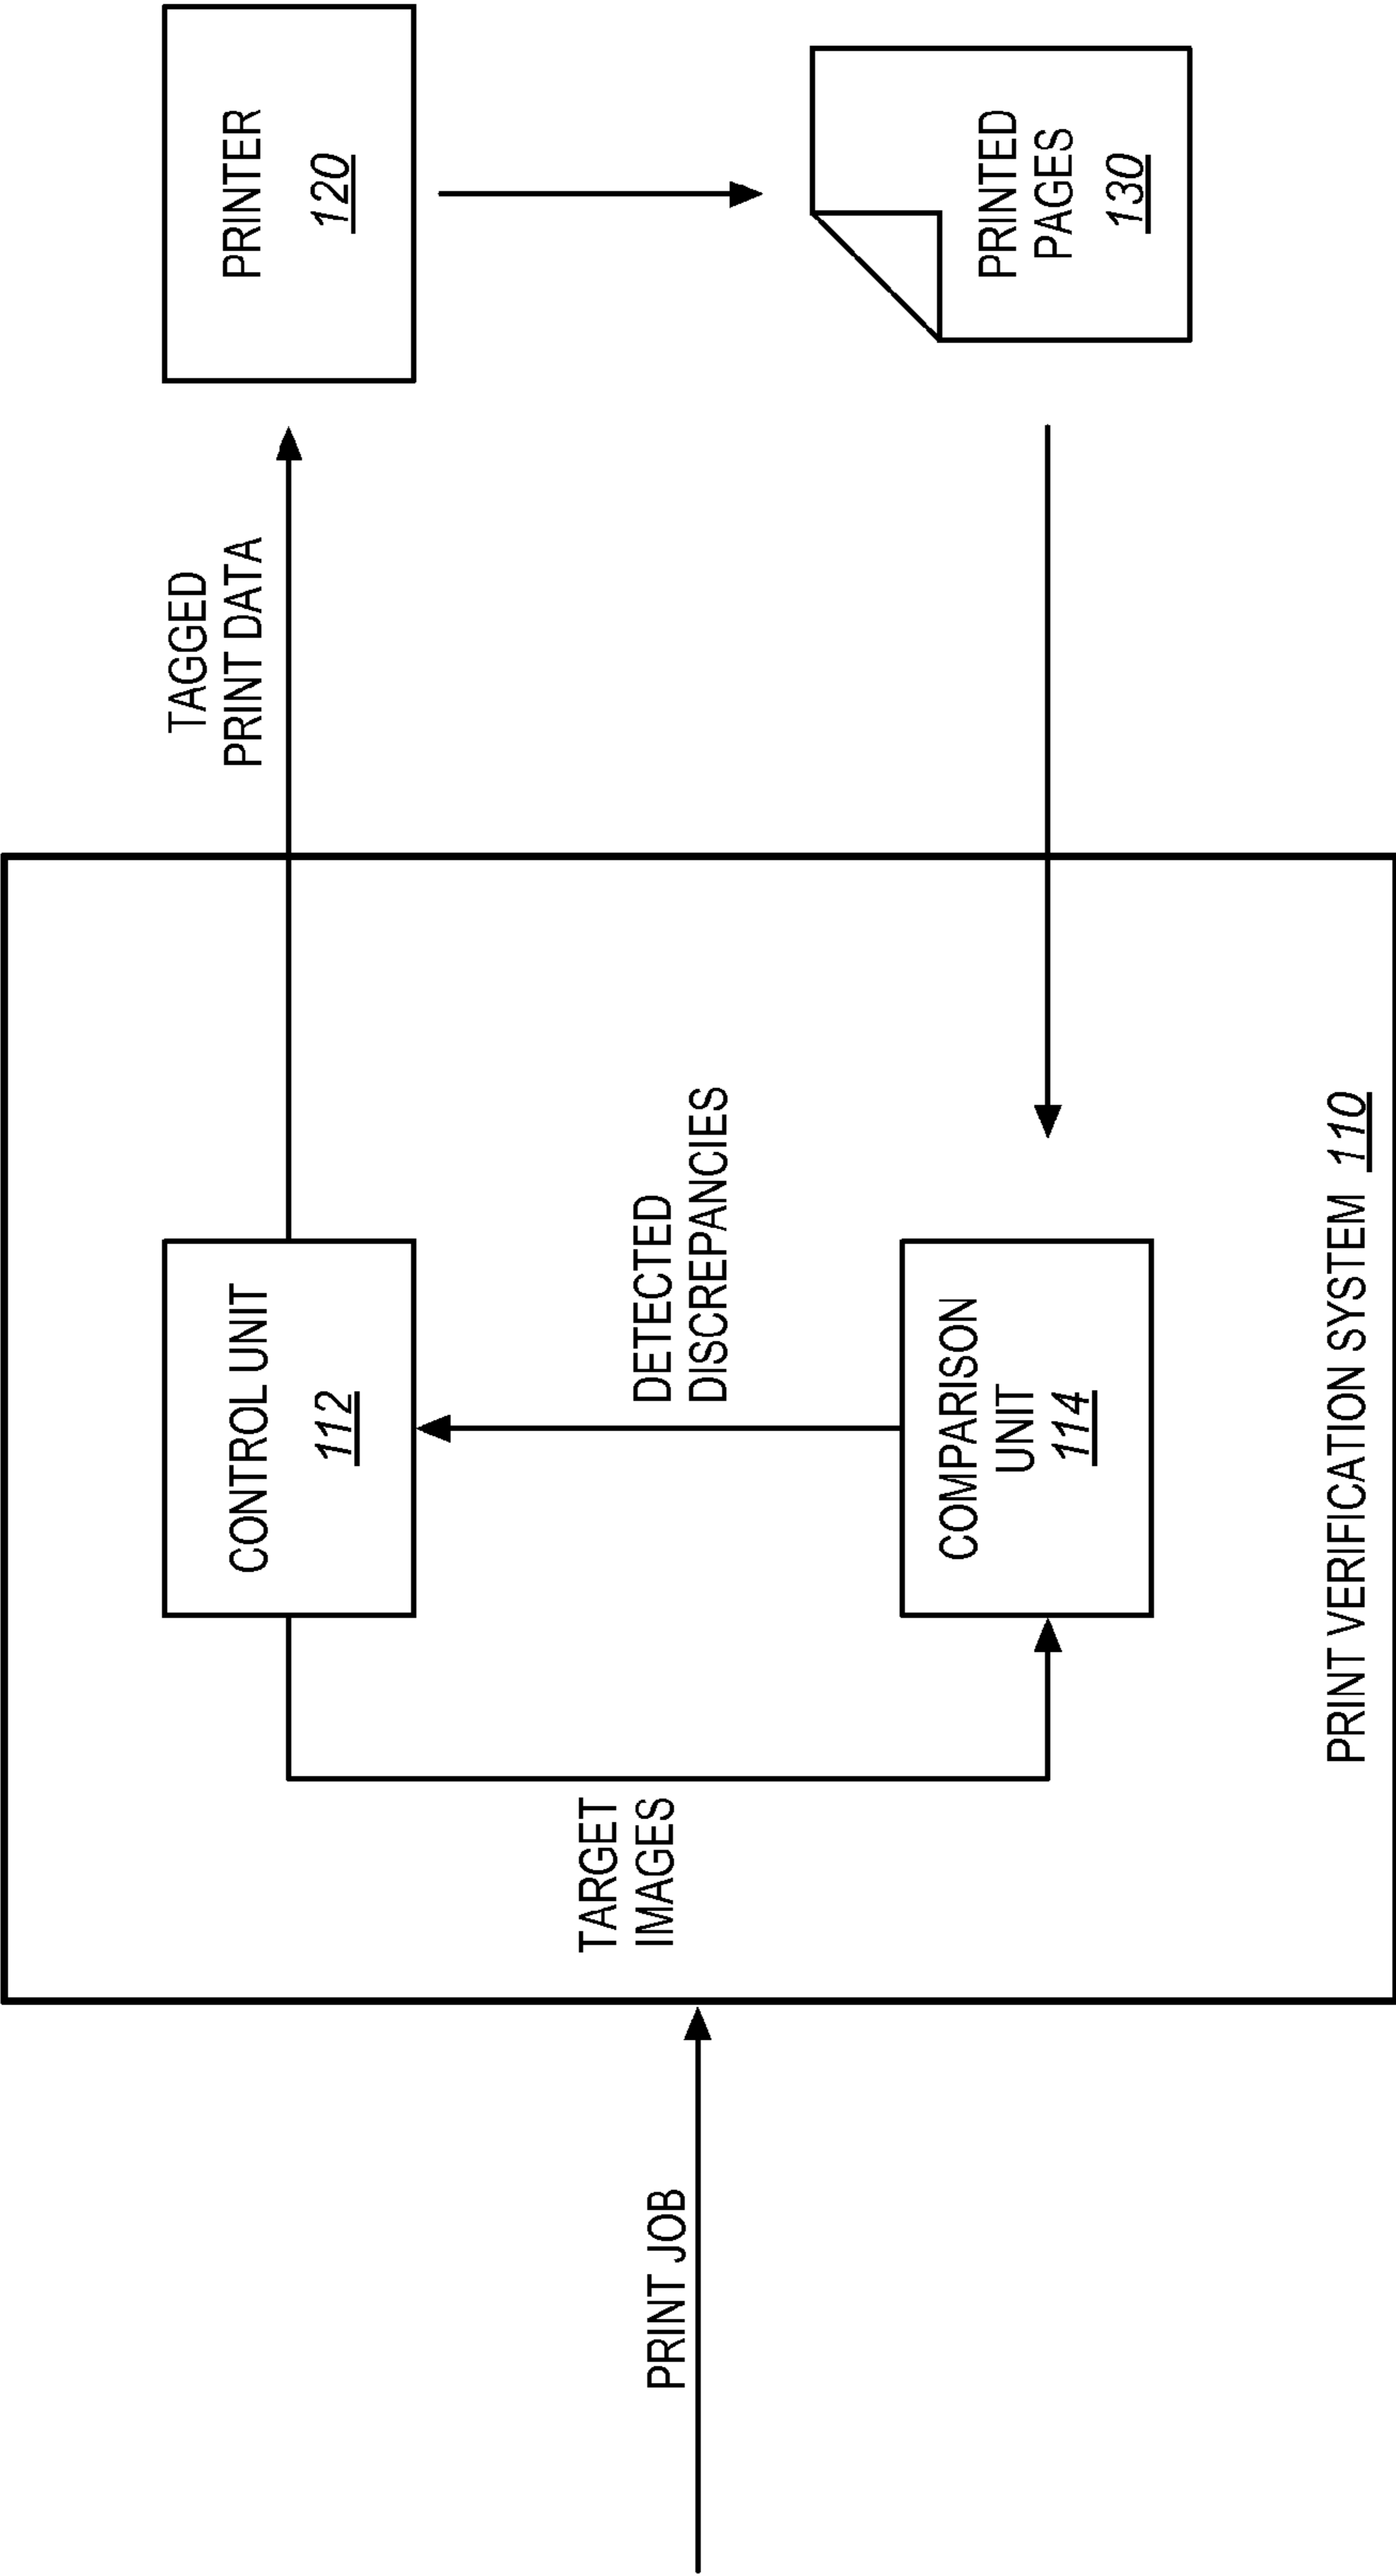 PRINT JOB
TARGET
IMAGES
CONTROL UNIT
112
DETECTED
DISCREPANCIES
COMPARISON
UNIT
114
PRINT VERIFICATION SYSTEM 110
TAGGED
PRINT DATA
PRINTER
120
PRINTED
PAGES
130